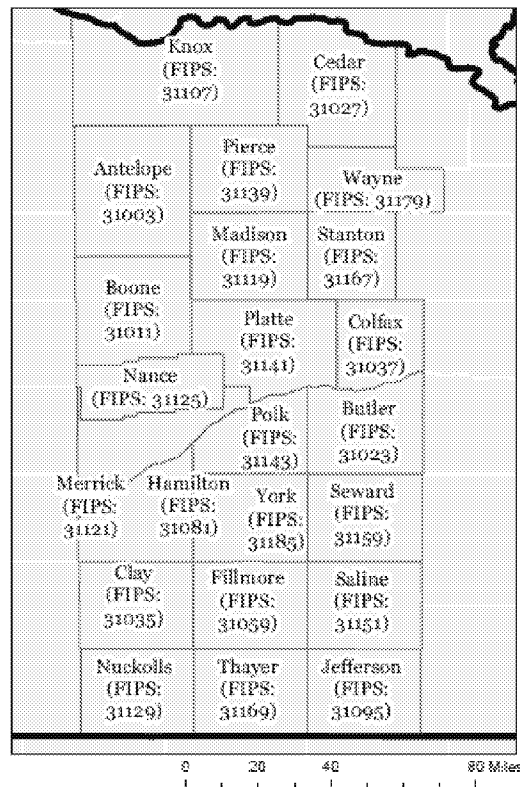 Knox
(FIPS:
31107)
Cedar
(FIPS:
31027)
Antelope
(FIPS:
31003)
Pierce
(FIPS:
31139)
Wayne
(FIPS: 31179)
Madison
(FIPS:
31119)
Stanton
(FIPS:
31167)
Boone
(FIPS:
31011)
Platte
(FIPS:
31141)
Colfax
(FIPS:
31037)
Nance
(FIPS: 31125)
Polk
(FIPS:
31143)
Butler
(FIPS:
31023)
Merrick
(FIPS:
31121)
Hamilton
(FIPS:
31081)
York
(FIPS:
31185)
Seward
(FIPS:
31159)
Clay
(FIPS:
31035)
Fillmore
(FIPS:
31059)
Saline
(FIPS:
31151)
Nuckolls
(FIPS:
31129)
Thayer
(FIPS:
31169)
Jefferson
(FIPS:
31095)
0 20 40 80 Miles